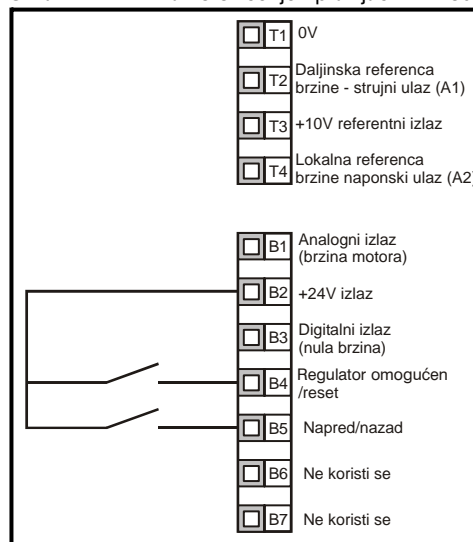 T1 0V
T2 Daljinska referenca
brzine - strujni ulaz (A1)
T3 +10V referentni izlaz
T4 Lokalna referenca
brzine naponski ulaz (A2)
B1 Analogni izlaz
(brzina motora)
B2 +24V izlaz
B3 Digitalni izlaz
(nula brzina)
B4 Regulator omogućen
/reset
B5 Napred/nazad
B6 Ne koristi se
B7 Ne koristi se